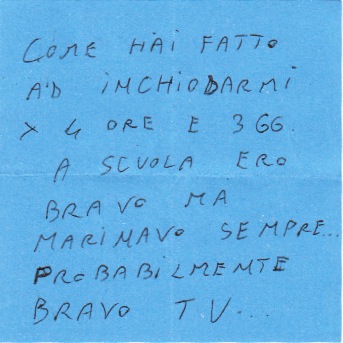 COME HAI FATTO
AD INCHIODARMI
X 4 ORE E 3 GG.
A SCUOLA ERO
BRAVO MA
MARINAVO SEMPRE...
PROBABILMENTE
BRAVO TU...